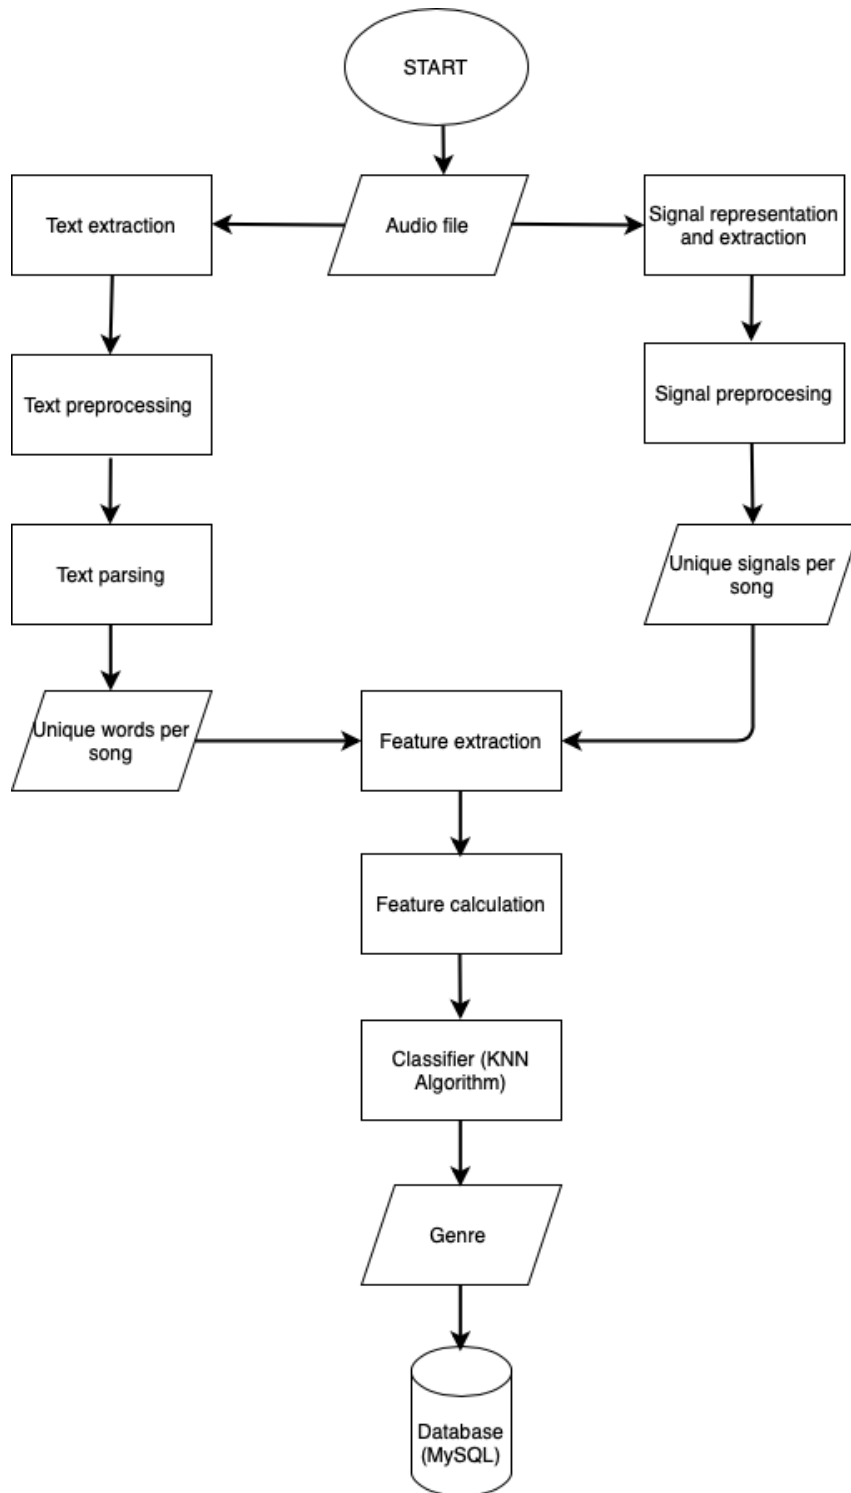 START
Text extraction
Audio file
Signal representation
and extraction
Text preprocessing
Signal preprocesing
Text parsing
Unique signals per
song
Unique words per
song
Feature extraction
Feature calculation
Classifier (KNN
Algorithm)
Genre
Database
(MySQL)